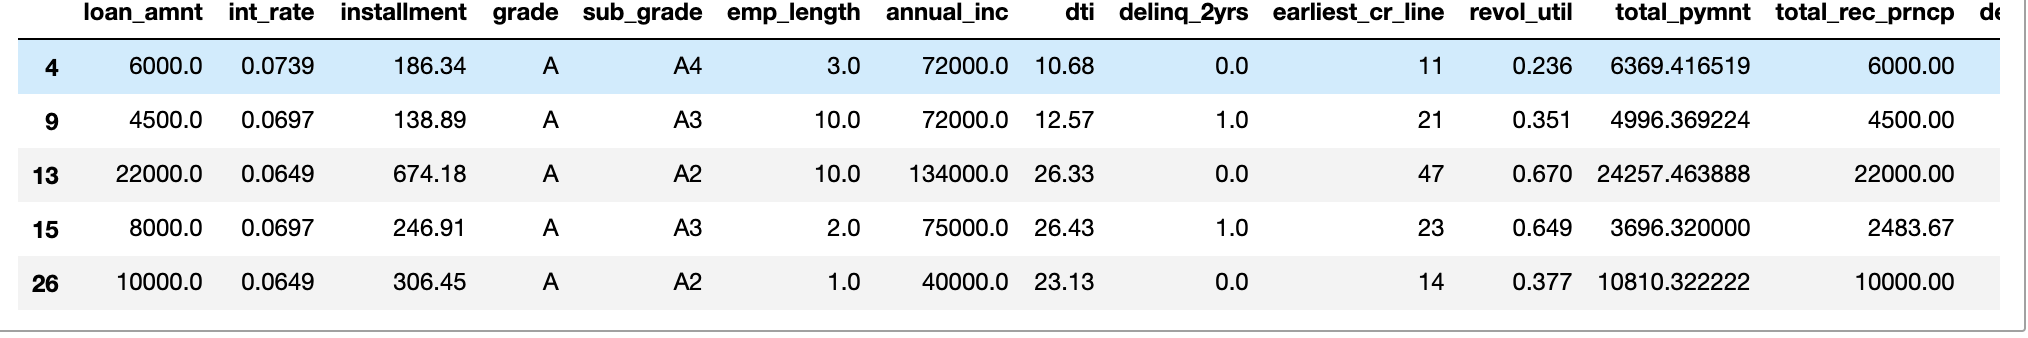 loan_amnt int_rate installment grade sub_grade emp_length annual_inc dti delinq_2yrs earliest_cr_line revol_util total_pymnt total_rec_prncp
4 6000.0 0.0739 186.34 A A4 3.0 72000.0 10.68 0.0 11 0.236 6369.416519 6000.00
9 4500.0 0.0697 138.89 A A3 10.0 72000.0 12.57 1.0 21 0.351 4996.369224 4500.00
13 22000.0 0.0649 674.18 A A2 10.0 134000.0 26.33 0.0 47 0.670 24257.463888 22000.00
15 8000.0 0.0697 246.91 A A3 2.0 75000.0 26.43 1.0 23 0.649 3696.320000 2483.67
26 10000.0 0.0649 306.45 A A2 1.0 40000.0 23.13 0.0 14 0.377 10810.322222 10000.00